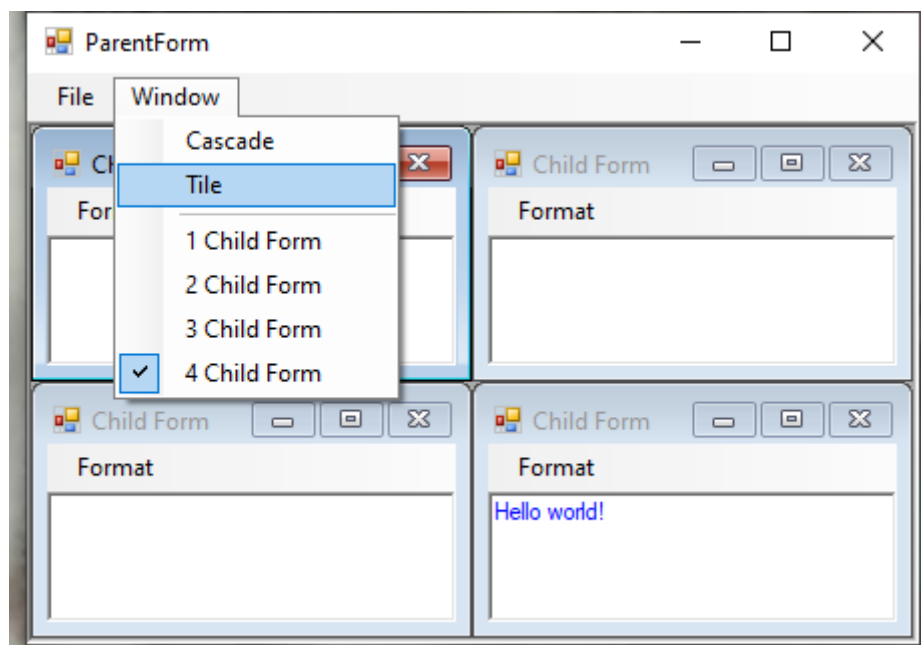 ParentForm
File Window
Cascade
Tile
1 Child Form
2 Child Form
3 Child Form
4 Child Form
Child Form
Format
Child Form
Format
Child Form
Format
Hello world!